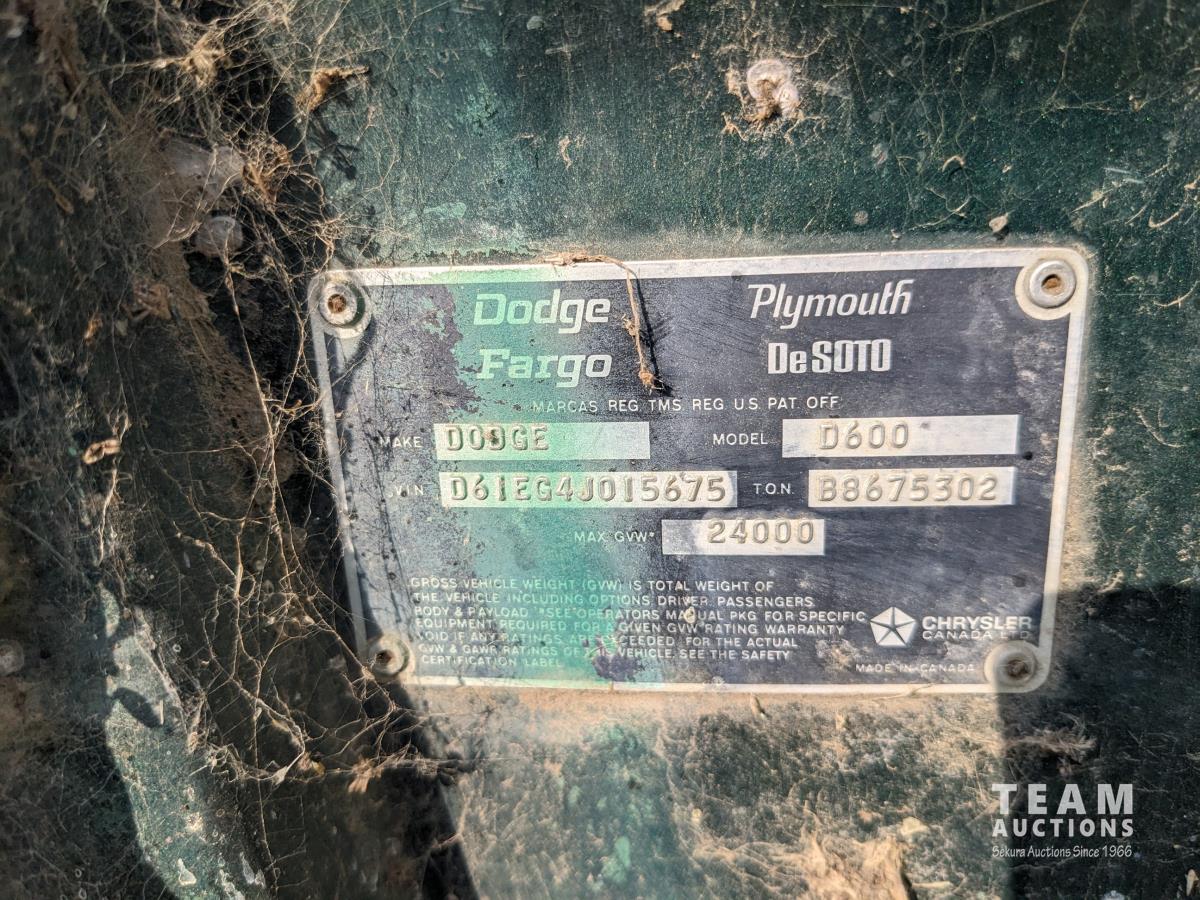 Dodge Plymouth
Fargo DeSOTO
MARCAS REG. TMS REG U.S. PAT OFF
MAKE DODGE MODEL D600
VIN D61EG4J015675 T.O.N. B8675302
MAX. GVW* 24000
GROSS VEHICLE WEIGHT (GVW) IS TOTAL WEIGHT OF
THE VEHICLE INCLUDING OPTIONS DRIVER, PASSENGERS
BODY & PAYLOAD *SEE OPERATORS MANUAL PKG FOR SPECIFIC
EQUIPMENT REQUIRED FOR A GIVEN GVW RATING WARRANTY
VOID IF ANY RATINGS ARE EXCEEDED. FOR THE ACTUAL
GVW & GAWR RATINGS OF THIS VEHICLE, SEE THE SAFETY
CERTIFICATION LABEL
CHRYSLER
CANADA LTD.
MADE IN CANADA
TEAM
AUCTIONS
Sekura Auctions Since 1966